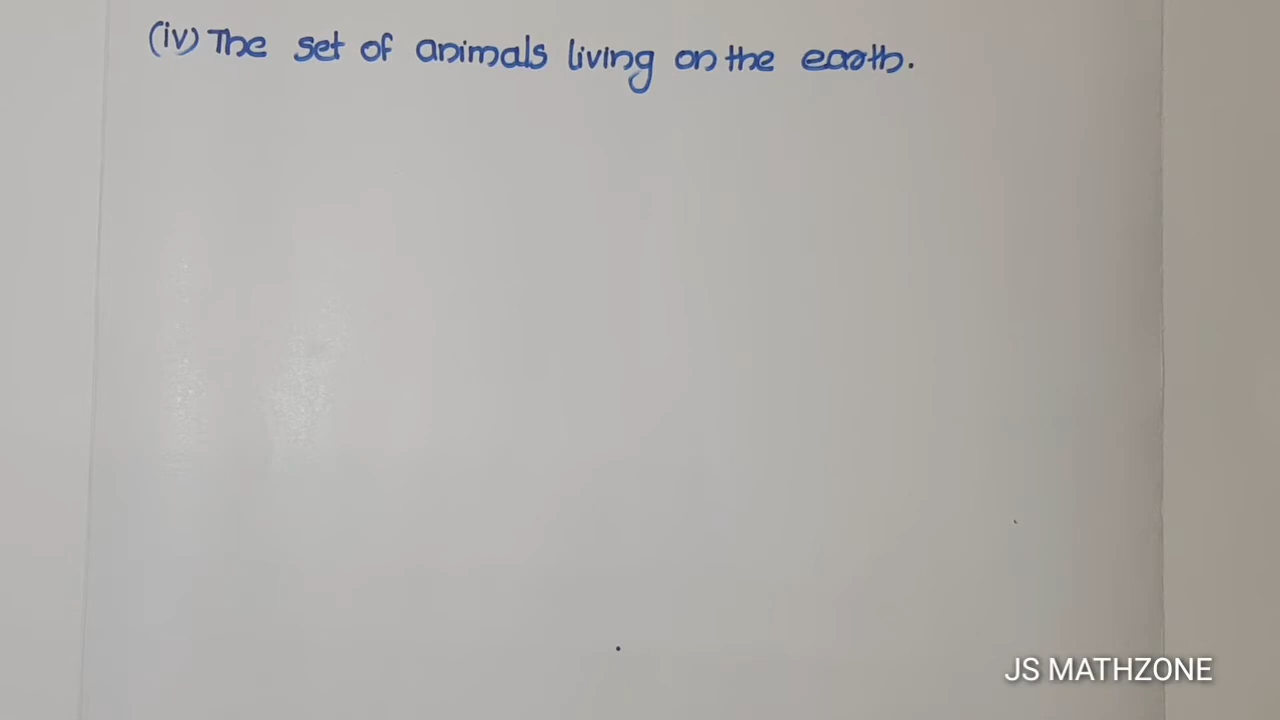 (iv) The set of animals living on the earth.
JS MATHZONE